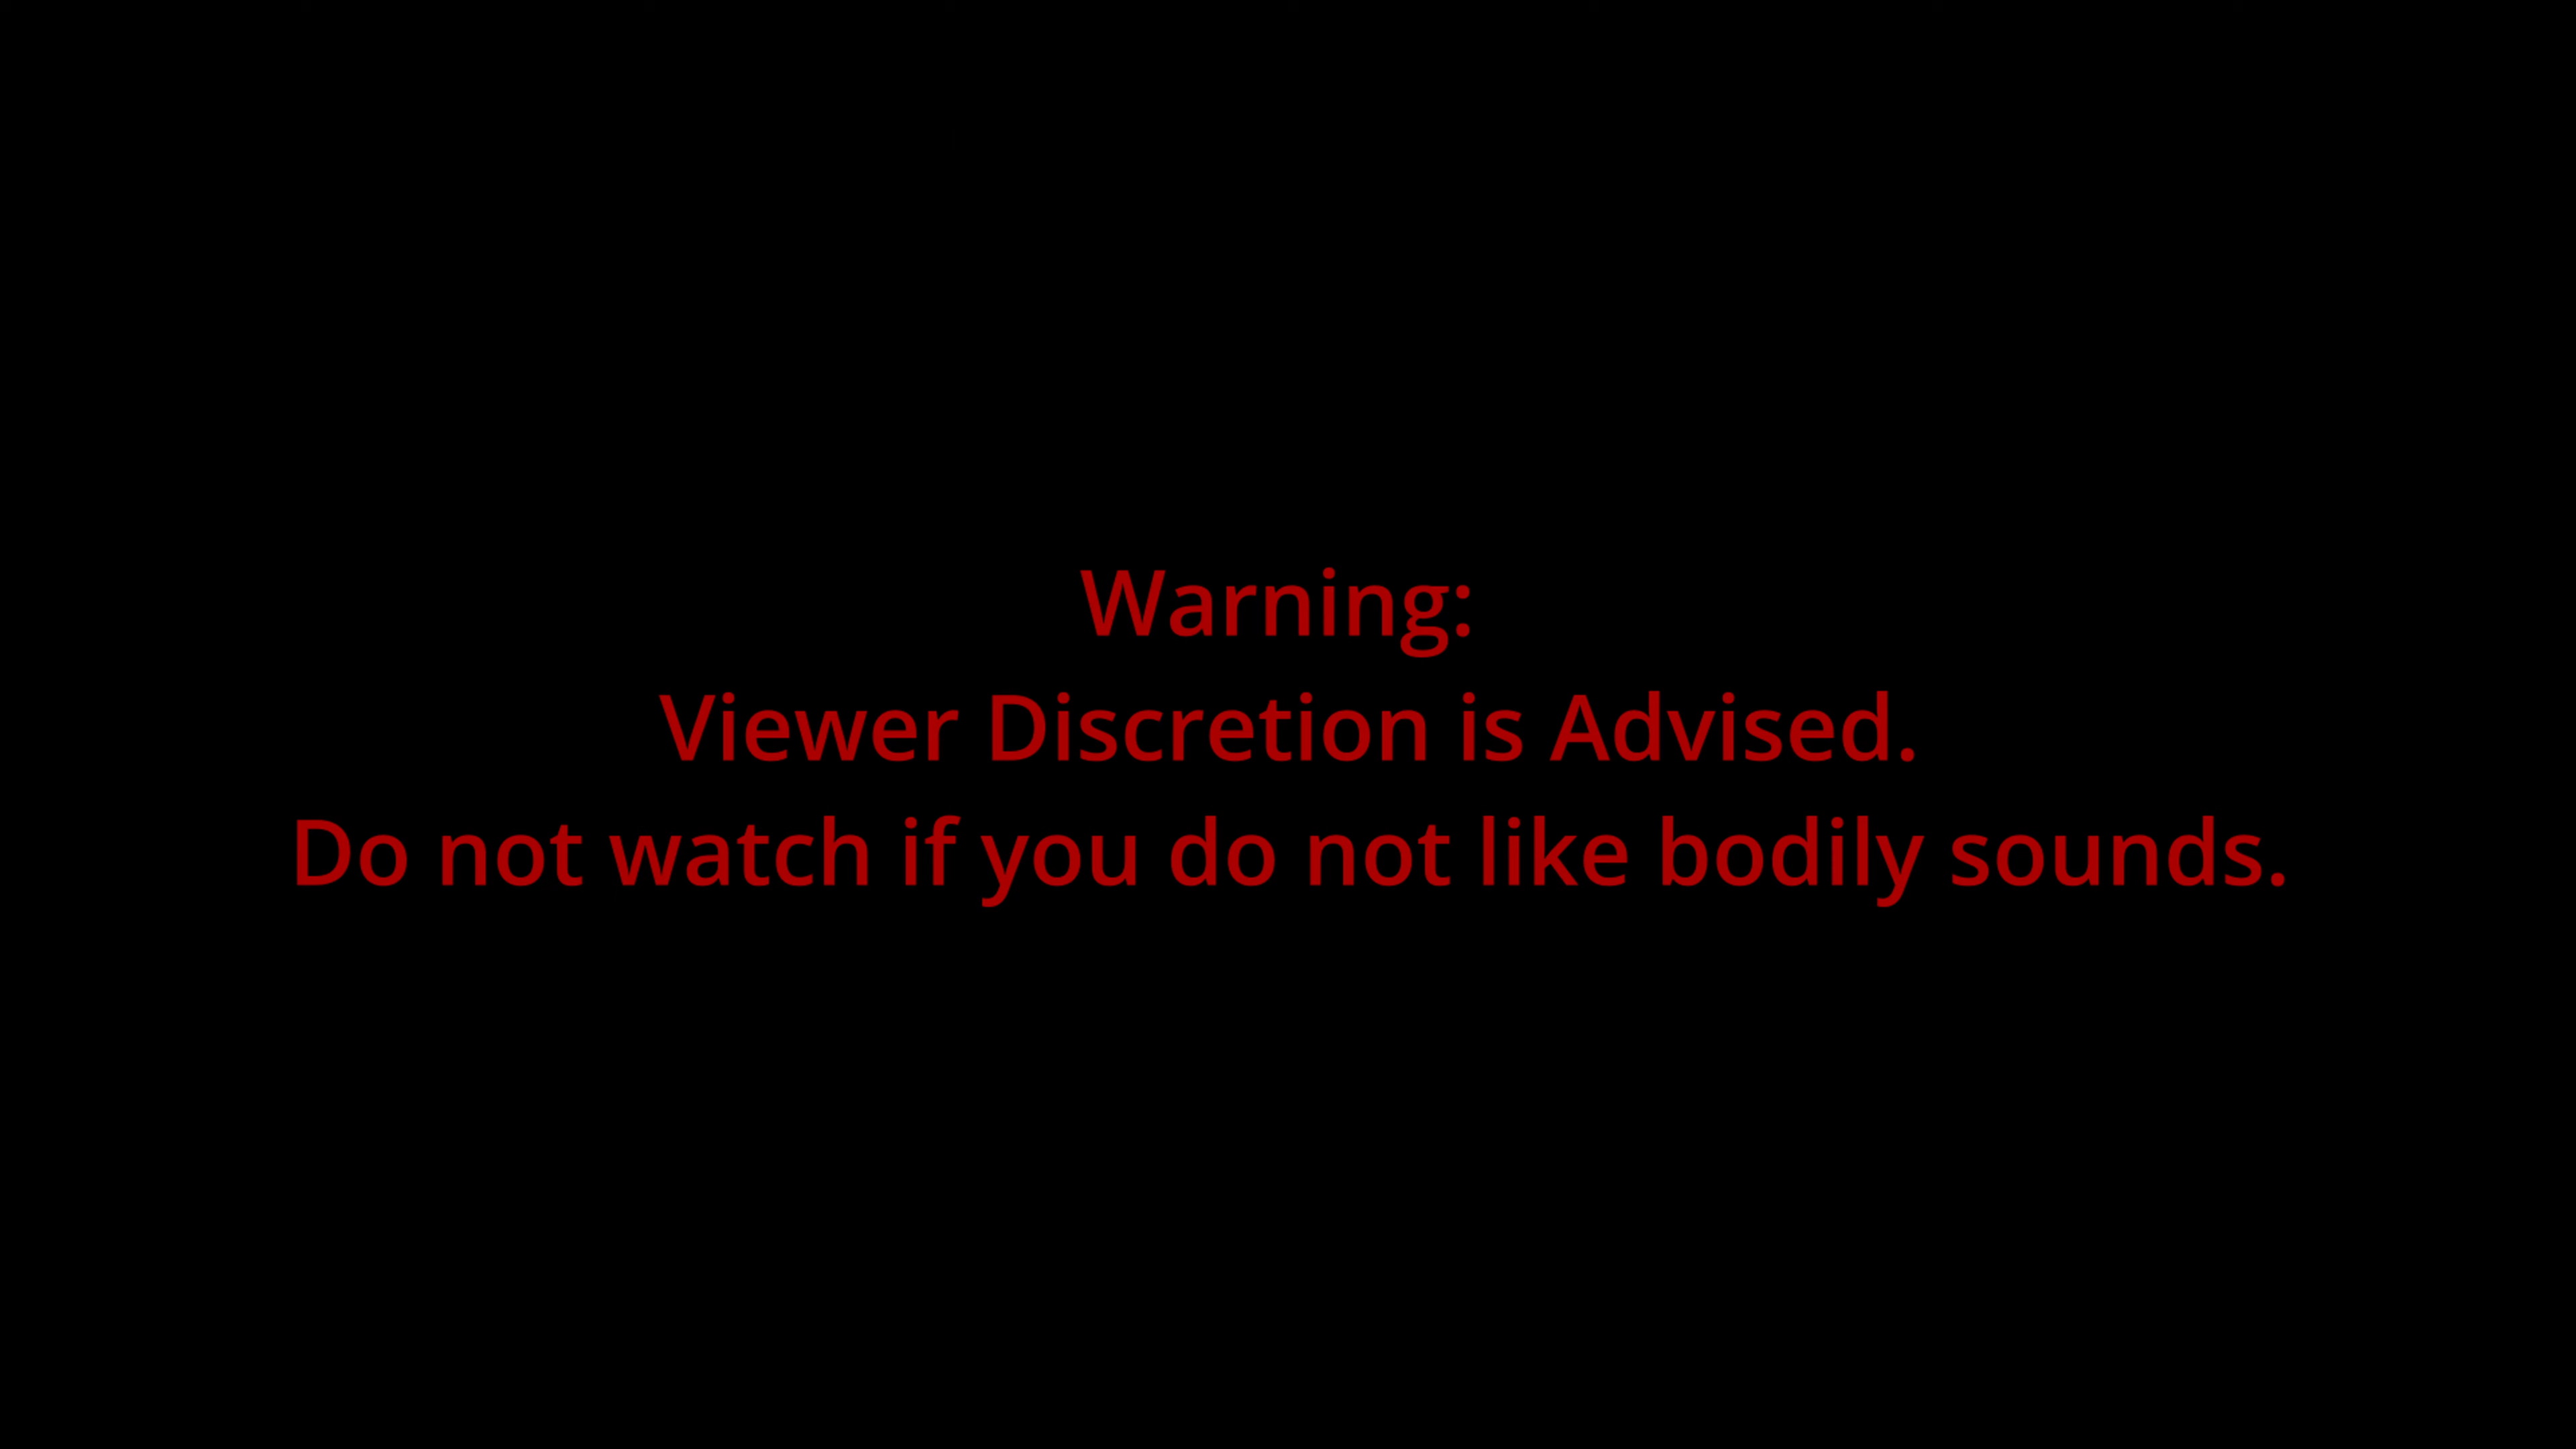 Warning:
Viewer Discretion is Advised.
Do not watch if you do not like bodily sounds.